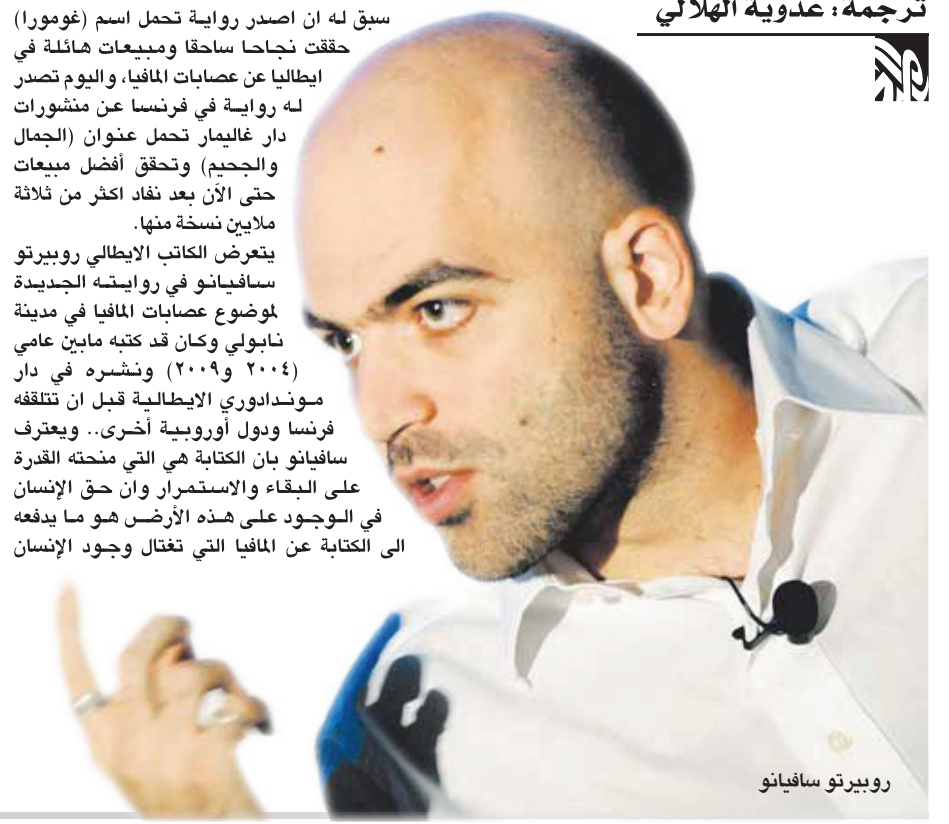 ترجمة: عدوية الهلالي
سبق له ان اصدر رواية تحمل اسم (غومورا)
حققت نجاحا ساحقا ومبيعات هائلة في
ايطاليا عن عصابات المافيا، واليوم تصدر
له رواية في فرنسا عن منشورات
دار غاليمار تحمل عنوان (الجمال
والجحيم) وتحقق أفضل مبيعات
حتى الآن بعد نفاد اكثر من ثلاثة
ملايين نسخة منها.
يتعرض الكاتب الايطالي روبيرتو
سافيانو في روايته الجديدة
لموضوع عصابات المافيا في مدينة
نابولي وكان قد كتبه مابين عامي
(٢٠٠٤ و٢٠٠٩) ونشره في دار
موندادوري الايطالية قبل ان تتلقفه
فرنسا ودول أوروبية أخرى.. ويعترف
سافيانو بان الكتابة هي التي منحته القدرة
على البقاء والاستمرار وان حق الإنسان
في الوجود على هذه الأرض هو ما يدفعه
الى الكتابة عن المافيا التي تغتال وجود الإنسان
روبيرتو سافيانو